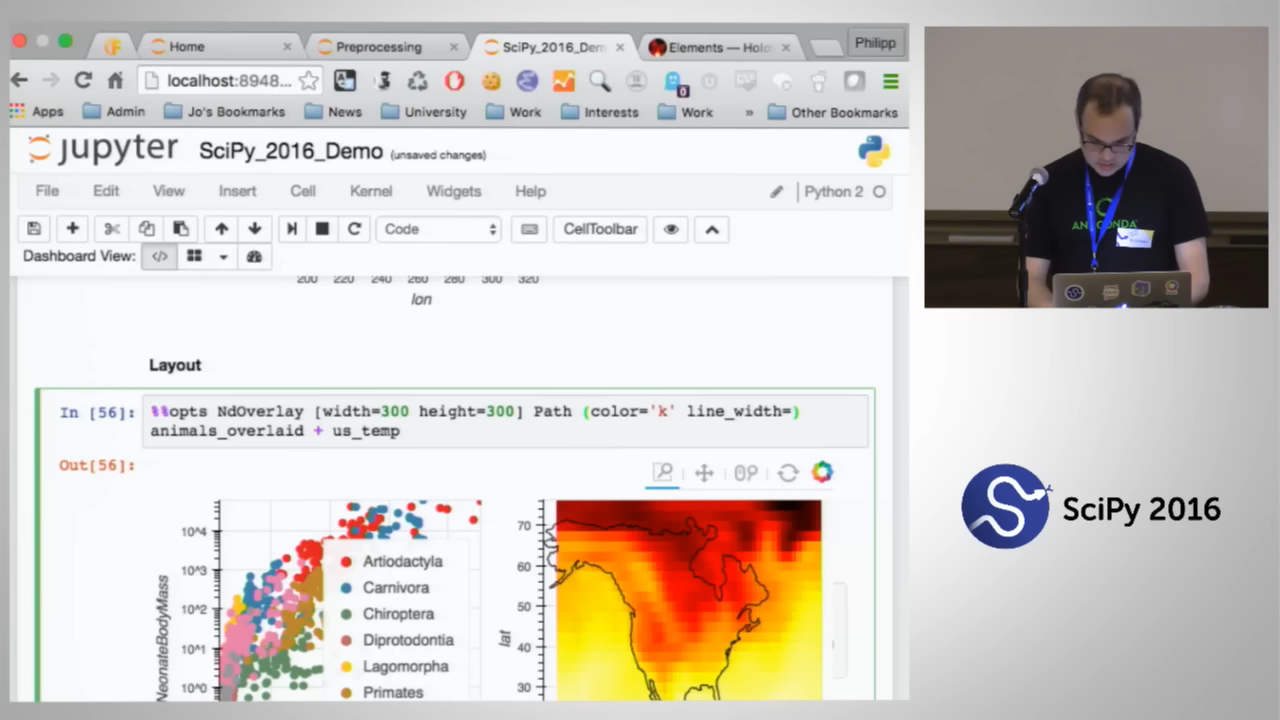 Home
Preprocessing
SciPy_2016_Dem
Elements — Holo
Philipp
localhost:8948...
0
Apps
Admin
Jo's Bookmarks
News
University
Work
Interests
Work
»
Other Bookmarks
jupyter
SciPy_2016_Demo (unsaved changes)
File Edit View Insert Cell Kernel Widgets Help
Python 2
Code
CellToolbar
Dashboard View:
200 220 240 260 280 300 320
lon
Layout
In [56]:
%%opts NdOverlay [width=300 height=300] Path (color='k' line_width=)
animals_overlaid + us_temp
Out[56]:
NeonateBodyMass
10^4
10^3
10^2
10^1
10^0
Artiodactyla
Carnivora
Chiroptera
Diprotodontia
Lagomorpha
Primates
lat
70
60
50
40
30
ANACONDA
SciPy 2016